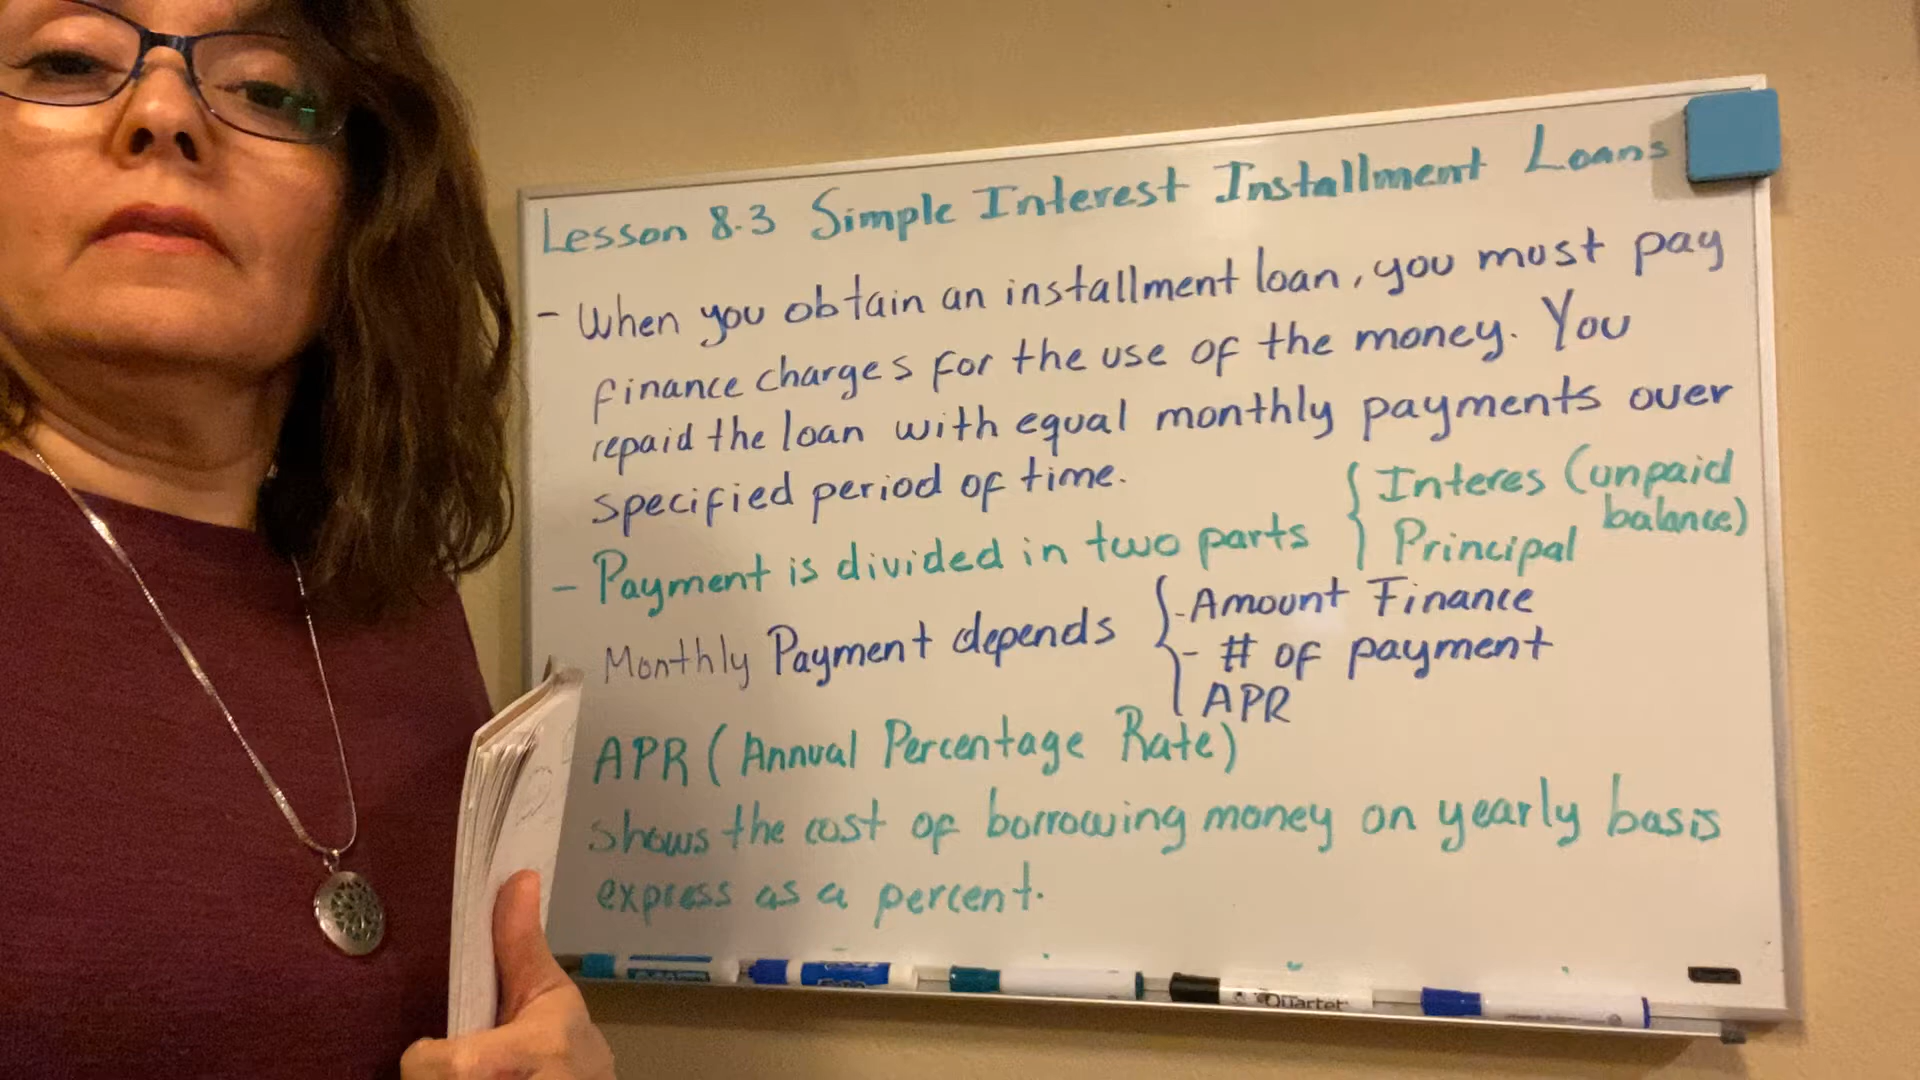 Lesson 8.3 Simple Interest Installment Loans
- When you obtain an installment loan, you must pay
finance charges for the use of the money. You
repaid the loan with equal monthly payments over
specified period of time.
- Payment is divided in two parts { Interes (unpaid
balance)
Principal
Monthly Payment depends { - Amount Finance
- # of payment
APR
APR (Annual Percentage Rate)
shows the cost of borrowing money on yearly basis
express as a percent.
Quartet